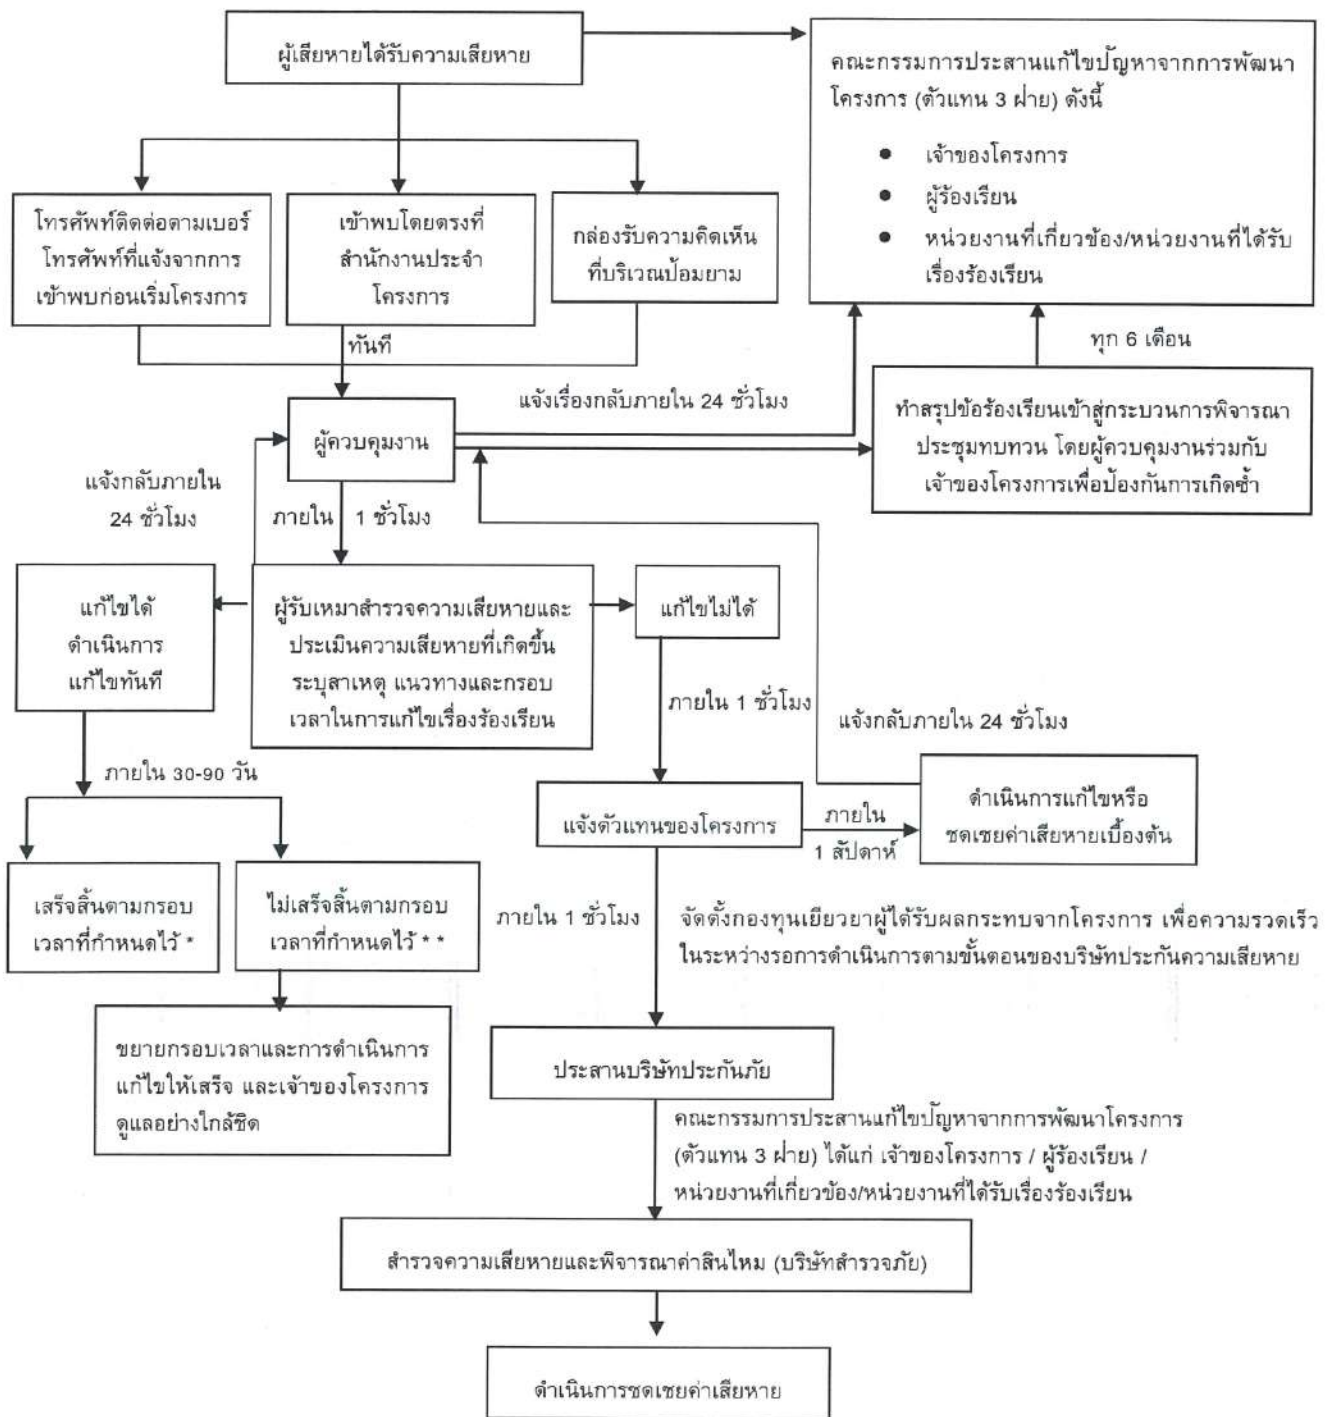 ผู้เสียหายได้รับความเสียหาย
คณะกรรมการประสานแก้ไขปัญหาจากการพัฒนา
โครงการ (ตัวแทน 3 ฝ่าย) ดังนี้
● เจ้าของโครงการ
● ผู้ร้องเรียน
● หน่วยงานที่เกี่ยวข้อง/หน่วยงานที่ได้รับ
เรื่องร้องเรียน
โทรศัพท์ติดต่อตามเบอร์
โทรศัพท์ที่แจ้งจากการ
เข้าพบก่อนเริ่มโครงการ
เข้าพบโดยตรงที่
สำนักงานประจำ
โครงการ
กล่องรับความคิดเห็น
ที่บริเวณป้อมยาม
ทันที
ทุก 6 เดือน
แจ้งเรื่องกลับภายใน 24 ชั่วโมง
ผู้ควบคุมงาน
ทำสรุปข้อร้องเรียนเข้าสู่กระบวนการพิจารณา
ประชุมทบทวน โดยผู้ควบคุมงานร่วมกับ
เจ้าของโครงการเพื่อป้องกันการเกิดซ้ำ
แจ้งกลับภายใน
24 ชั่วโมง
ภายใน 1 ชั่วโมง
แก้ไขได้
ดำเนินการ
แก้ไขทันที
ผู้รับเหมาสำรวจความเสียหายและ
ประเมินความเสียหายที่เกิดขึ้น
ระบุสาเหตุ แนวทางและกรอบ
เวลาในการแก้ไขเรื่องร้องเรียน
แก้ไขไม่ได้
ภายใน 1 ชั่วโมง
แจ้งกลับภายใน 24 ชั่วโมง
ภายใน 30-90 วัน
แจ้งตัวแทนของโครงการ
ภายใน
1 สัปดาห์
ดำเนินการแก้ไขหรือ
ชดเชยค่าเสียหายเบื้องต้น
เสร็จสิ้นตามกรอบ
เวลาที่กำหนดไว้ *
ไม่เสร็จสิ้นตามกรอบ
เวลาที่กำหนดไว้ * *
ภายใน 1 ชั่วโมง
จัดตั้งกองทุนเยียวยาผู้ได้รับผลกระทบจากโครงการ เพื่อความรวดเร็ว
ในระหว่างรอการดำเนินการตามขั้นตอนของบริษัทประกันความเสียหาย
ขยายกรอบเวลาและการดำเนินการ
แก้ไขให้เสร็จ และเจ้าของโครงการ
ดูแลอย่างใกล้ชิด
ประสานบริษัทประกันภัย
คณะกรรมการประสานแก้ไขปัญหาจากการพัฒนาโครงการ
(ตัวแทน 3 ฝ่าย) ได้แก่ เจ้าของโครงการ / ผู้ร้องเรียน /
หน่วยงานที่เกี่ยวข้อง/หน่วยงานที่ได้รับเรื่องร้องเรียน
สำรวจความเสียหายและพิจารณาค่าสินไหม (บริษัทสำรวจภัย)
ดำเนินการชดเชยค่าเสียหาย